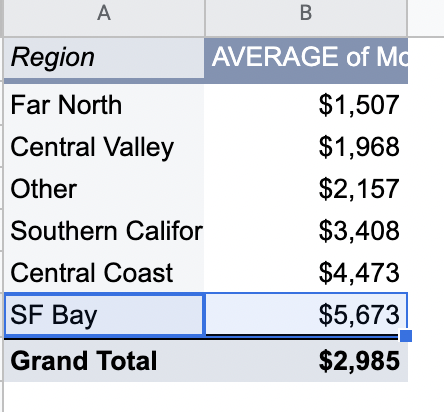 A B
Region AVERAGE of Mo
Far North $1,507
Central Valley $1,968
Other $2,157
Southern Califor $3,408
Central Coast $4,473
SF Bay $5,673
Grand Total $2,985